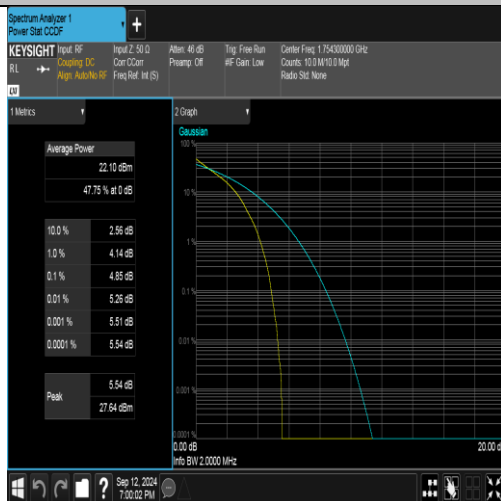 Spectrum Analyzer 1
Power Stat CCDF
+
KEYSIGHT
Input: RF
Coupling: DC
Align: Auto/No RF
Input Z: 50 Ω
Corr CCorr
Freq Ref: Int (S)
Atten: 46 dB
Preamp: Off
Trig: Free Run
#IF Gain: Low
Center Freq: 1.754300000 GHz
Counts: 10.0 M/10.0 Mpt
Radio Std: None
RL
LXI
1 Metrics
Average Power
22.10 dBm
47.75 % at 0 dB
10.0 % 2.56 dB
1.0 % 4.14 dB
0.1 % 4.85 dB
0.01 % 5.26 dB
0.001 % 5.51 dB
0.0001 % 5.54 dB
Peak
5.54 dB
27.64 dBm
2 Graph
Gaussian
100 %
10 %
1 %
0.1 %
0.01 %
0.001 %
0.0001 %
0.00 dB
20.00 d
Info BW 2.0000 MHz
?
Sep 12, 2024
7:00:02 PM